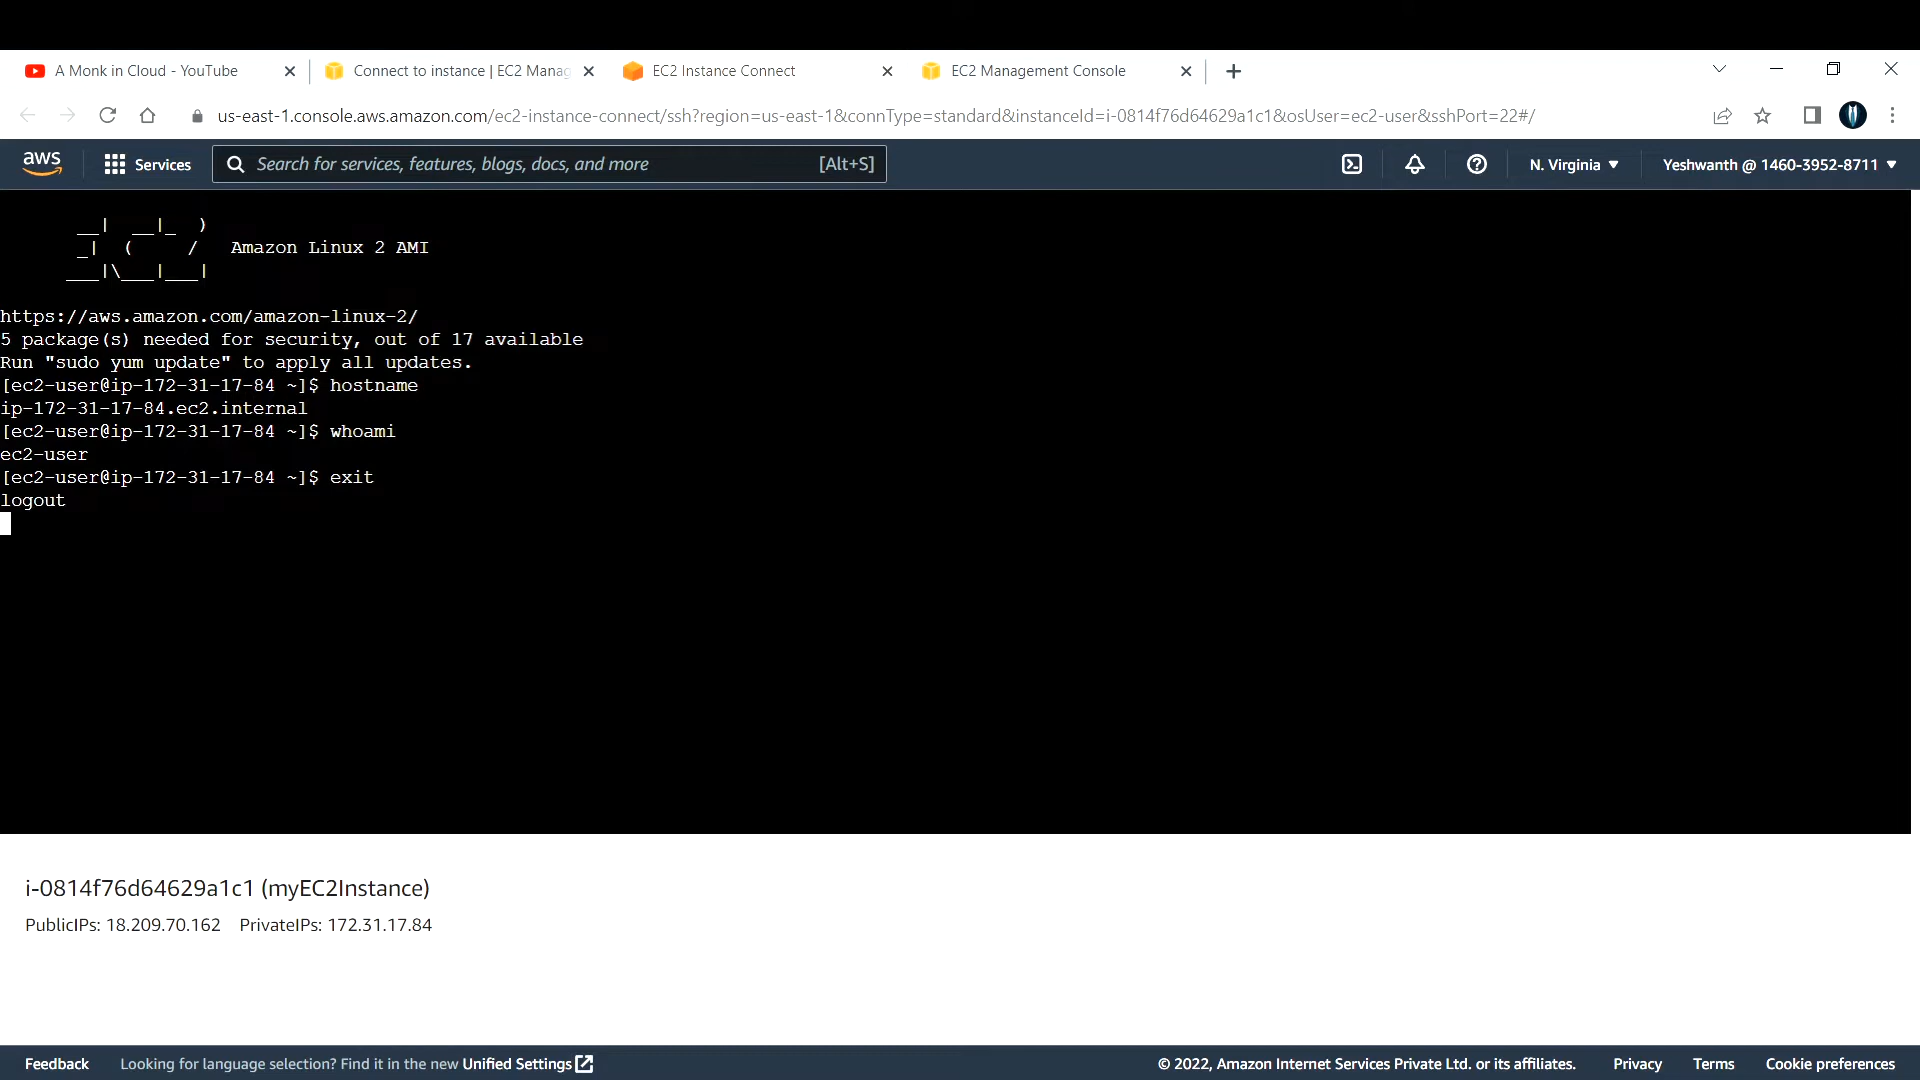 A Monk in Cloud - YouTube
Connect to instance | EC2 Manag
EC2 Instance Connect
EC2 Management Console
us-east-1.console.aws.amazon.com/ec2-instance-connect/ssh?region=us-east-1&connType=standard&instanceId=i-0814f76d64629a1c1&osUser=ec2-user&sshPort=22#/
aws
Services
Search for services, features, blogs, docs, and more
[Alt+S]
N. Virginia
Yeshwanth @ 1460-3952-8711
__|  __|_  )
_|  (     /   Amazon Linux 2 AMI
___|\___|___|
https://aws.amazon.com/amazon-linux-2/
5 package(s) needed for security, out of 17 available
Run "sudo yum update" to apply all updates.
[ec2-user@ip-172-31-17-84 ~]$ hostname
ip-172-31-17-84.ec2.internal
[ec2-user@ip-172-31-17-84 ~]$ whoami
ec2-user
[ec2-user@ip-172-31-17-84 ~]$ exit
logout
i-0814f76d64629a1c1 (myEC2Instance)
PublicIPs: 18.209.70.162 PrivateIPs: 172.31.17.84
Feedback
Looking for language selection? Find it in the new Unified Settings
© 2022, Amazon Internet Services Private Ltd. or its affiliates.
Privacy
Terms
Cookie preferences